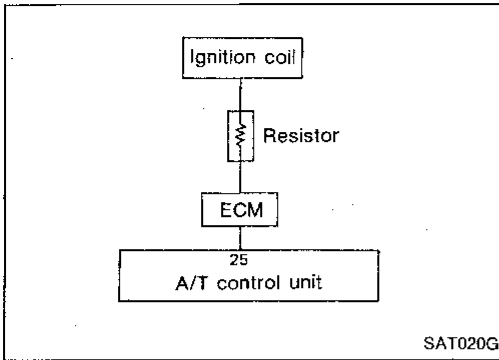 Ignition coil
Resistor
ECM
25
A/T control unit
SAT020G